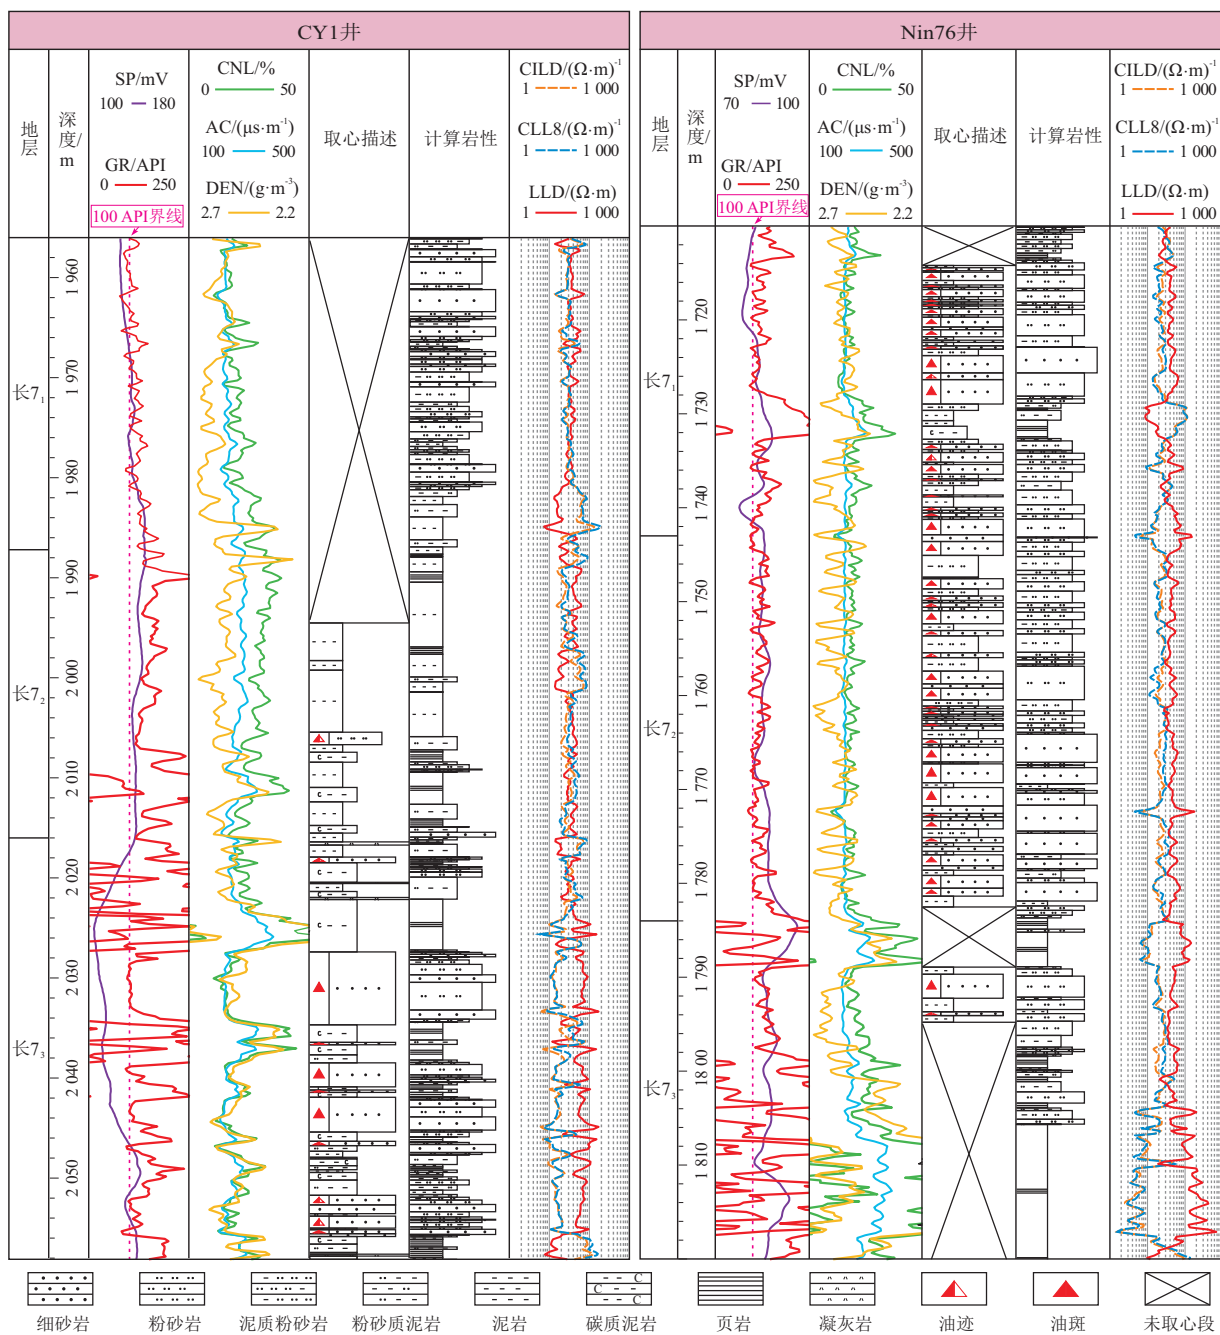 CY1井
地层
深度/m
SP/mV
100 180
GR/API
0 250
100 API界线
CNL/%
0 50
AC/(μs·m⁻¹)
100 500
DEN/(g·m⁻³)
2.7 2.2
取心描述
计算岩性
CILD/(Ω·m)⁻¹
1 1 000
CLL8/(Ω·m)⁻¹
1 1 000
LLD/(Ω·m)
1 1 000
长7₁
长7₂
长7₃
1 960
1 970
1 980
1 990
2 000
2 010
2 020
2 030
2 040
2 050
Nin76井
地层
深度/m
SP/mV
70 100
GR/API
0 250
100 API界线
CNL/%
0 50
AC/(μs·m⁻¹)
100 500
DEN/(g·m⁻³)
2.7 2.2
取心描述
计算岩性
CILD/(Ω·m)⁻¹
1 1 000
CLL8/(Ω·m)⁻¹
1 1 000
LLD/(Ω·m)
1 1 000
长7₁
长7₂
长7₃
1 720
1 730
1 740
1 750
1 760
1 770
1 780
1 790
1 800
1 810
细砂岩 粉砂岩 泥质粉砂岩 粉砂质泥岩 泥岩 碳质泥岩 页岩 凝灰岩 油迹 油斑 未取心段